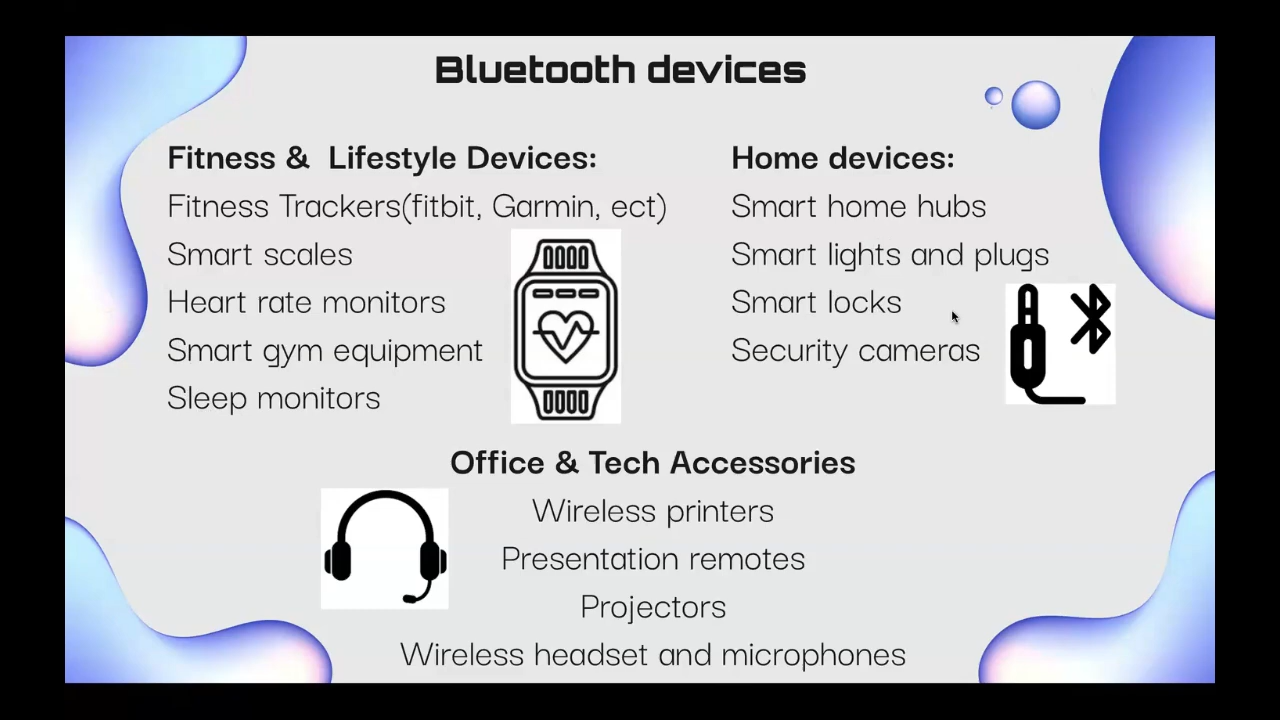 Bluetooth devices
Fitness &  Lifestyle Devices:
Fitness Trackers(fitbit, Garmin, ect)
Smart scales
Heart rate monitors
Smart gym equipment
Sleep monitors
Home devices:
Smart home hubs
Smart lights and plugs
Smart locks
Security cameras
Office & Tech Accessories
Wireless printers
Presentation remotes
Projectors
Wireless headset and microphones